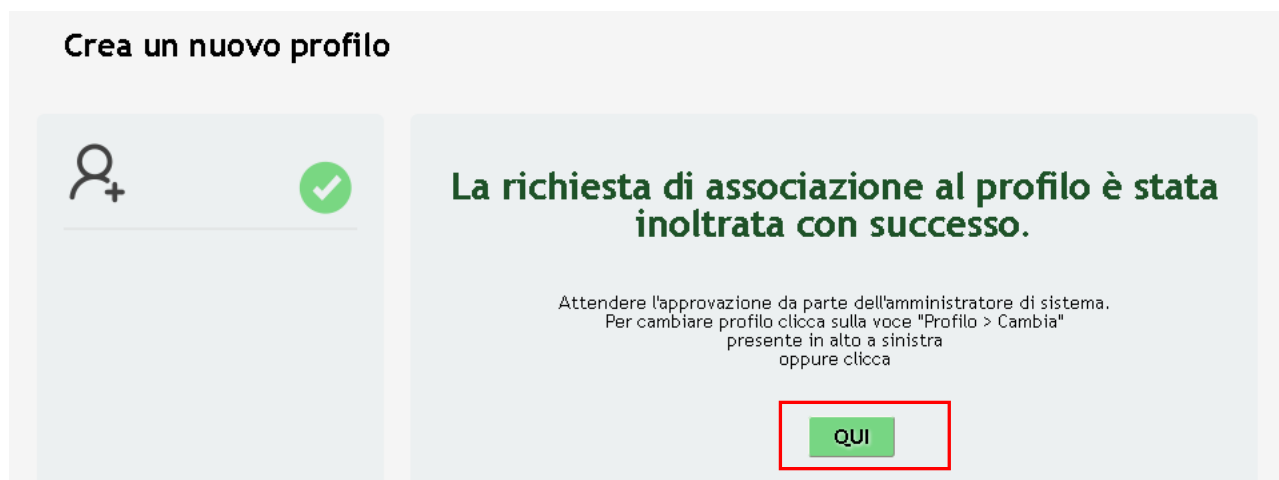 Crea un nuovo profilo
La richiesta di associazione al profilo è stata
inoltrata con successo.
Attendere l'approvazione da parte dell'amministratore di sistema.
Per cambiare profilo clicca sulla voce "Profilo > Cambia"
presente in alto a sinistra
oppure clicca
QUI